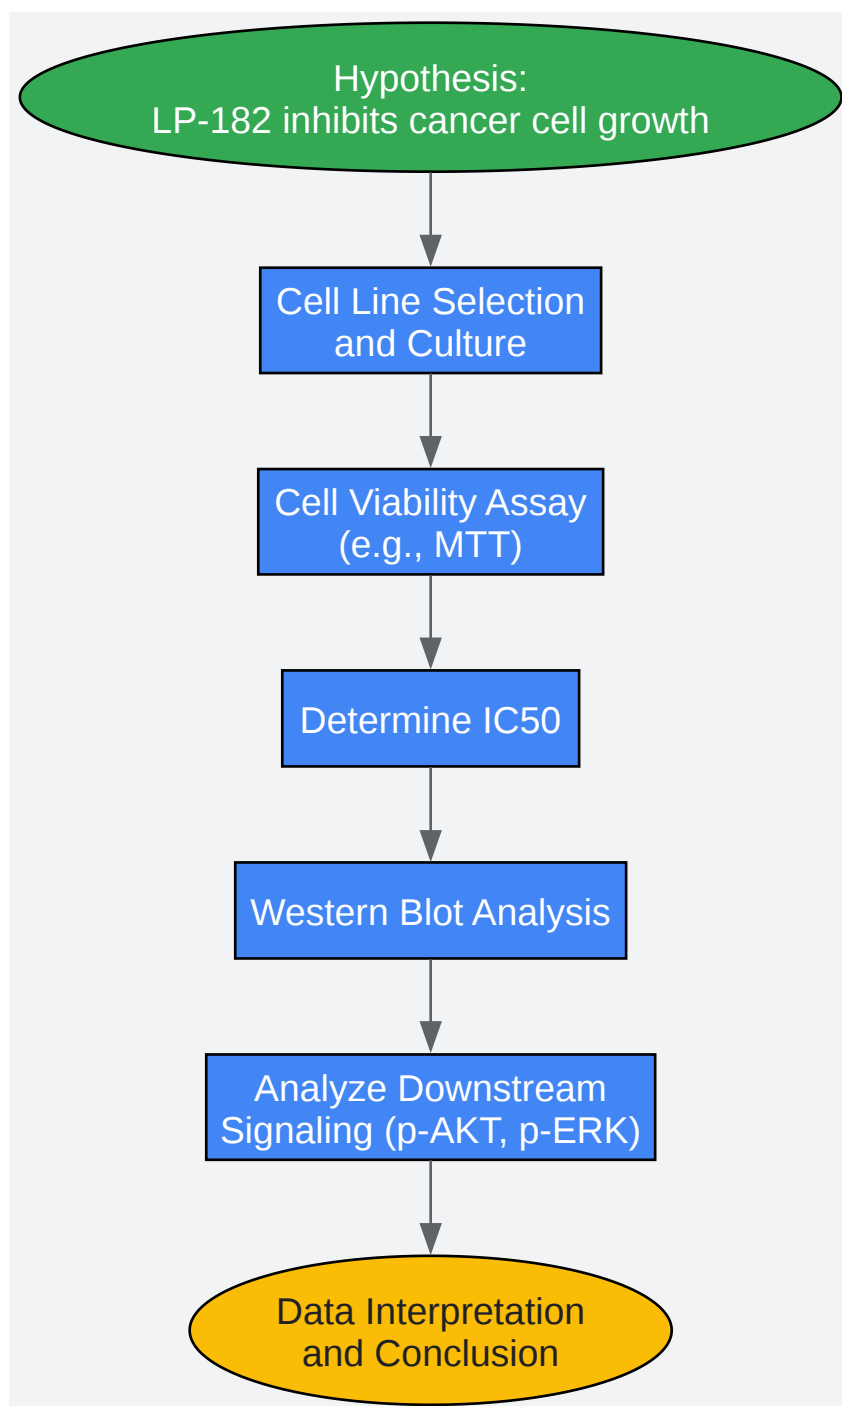 Hypothesis:
LP-182 inhibits cancer cell growth
Cell Line Selection
and Culture
Cell Viability Assay
(e.g., MTT)
Determine IC50
Western Blot Analysis
Analyze Downstream
Signaling (p-AKT, p-ERK)
Data Interpretation
and Conclusion